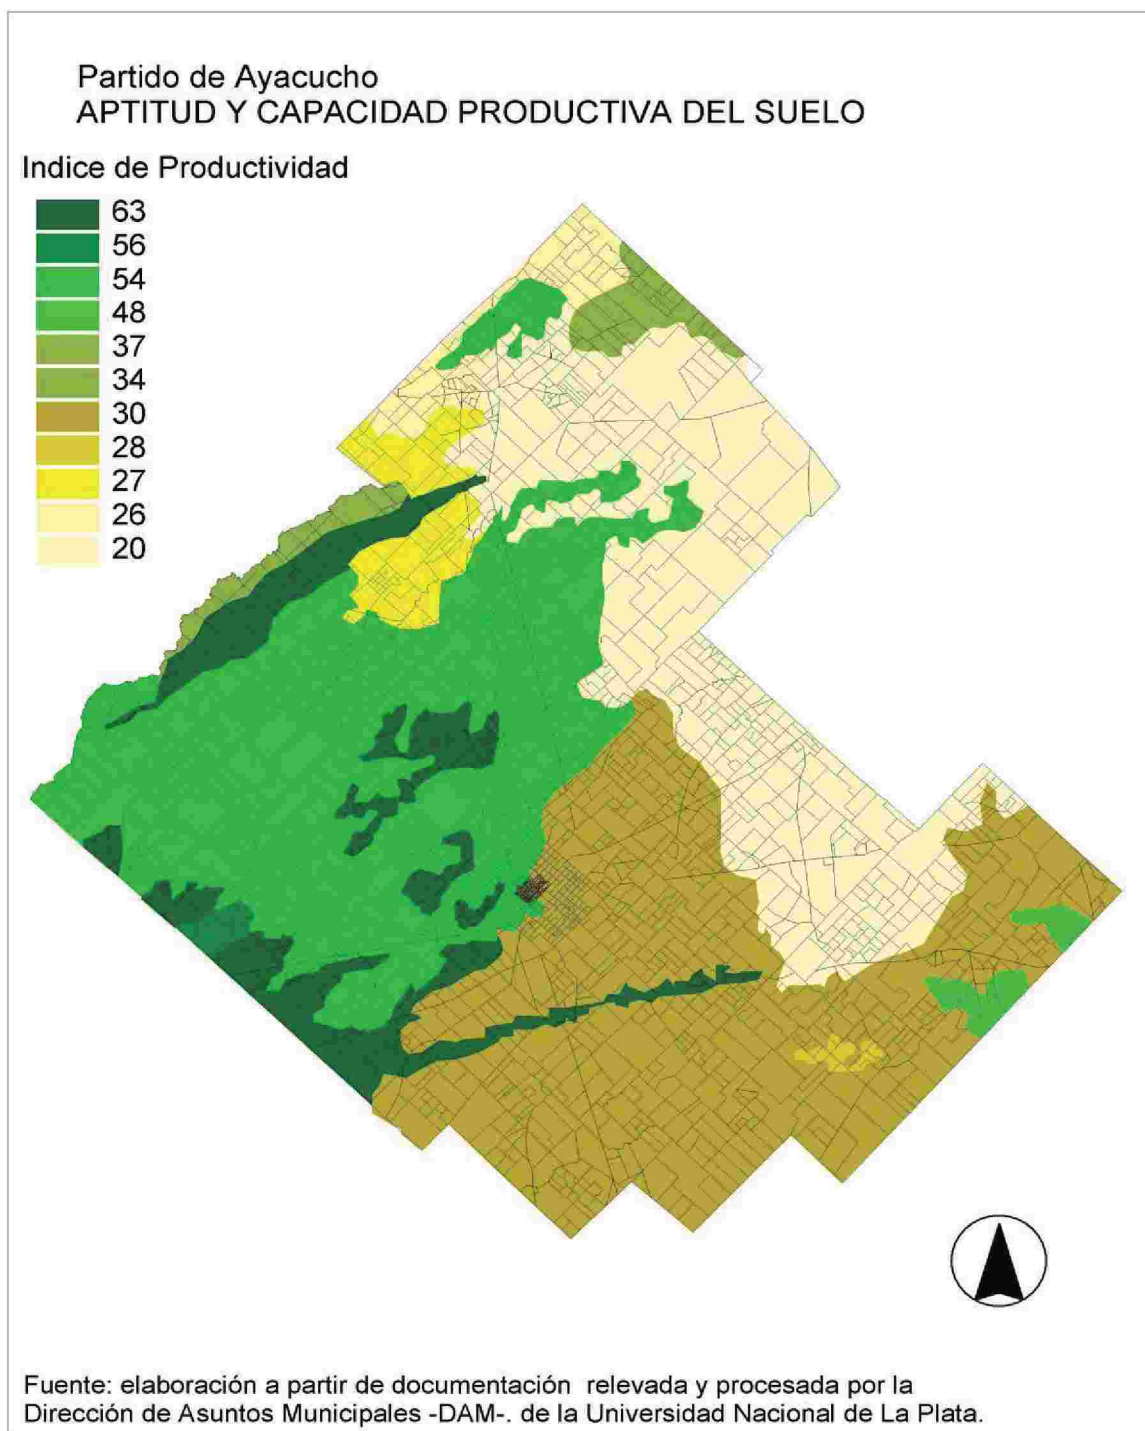 Partido de Ayacucho
APTITUD Y CAPACIDAD PRODUCTIVA DEL SUELO
Indice de Productividad
63
56
54
48
37
34
30
28
27
26
20
Fuente: elaboración a partir de documentación relevada y procesada por la
Dirección de Asuntos Municipales -DAM-. de la Universidad Nacional de La Plata.